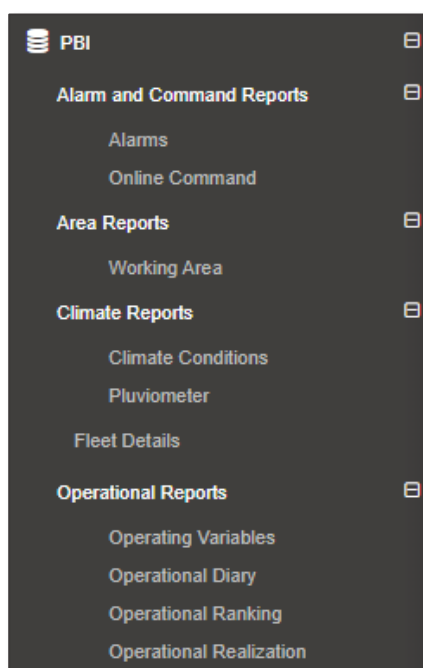 PBI
Alarm and Command Reports
Alarms
Online Command
Area Reports
Working Area
Climate Reports
Climate Conditions
Pluviometer
Fleet Details
Operational Reports
Operating Variables
Operational Diary
Operational Ranking
Operational Realization